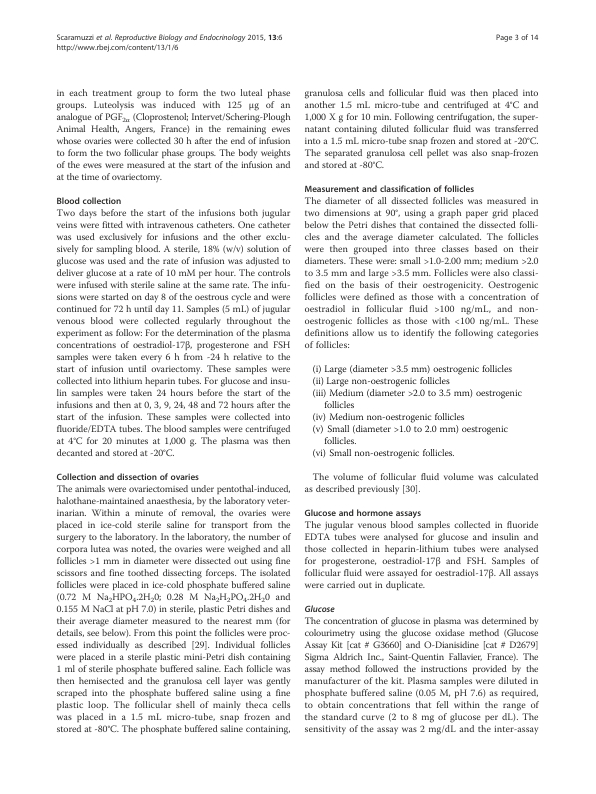 Scaramuzzi et al. Reproductive Biology and Endocrinology 2015, 13:6
http://www.rbej.com/content/13/1/6
Page 3 of 14
in each treatment group to form the two luteal phase
groups. Luteolysis was induced with 125 μg of an
analogue of PGF2α (Cloprostenol; Intervet/Schering-Plough
Animal Health, Angers, France) in the remaining ewes
whose ovaries were collected 30 h after the end of infusion
to form the two follicular phase groups. The body weights
of the ewes were measured at the start of the infusion and
at the time of ovariectomy.
Blood collection
Two days before the start of the infusions both jugular
veins were fitted with intravenous catheters. One catheter
was used exclusively for infusions and the other exclu-
sively for sampling blood. A sterile, 18% (w/v) solution of
glucose was used and the rate of infusion was adjusted to
deliver glucose at a rate of 10 mM per hour. The controls
were infused with sterile saline at the same rate. The infu-
sions were started on day 8 of the oestrous cycle and were
continued for 72 h until day 11. Samples (5 mL) of jugular
venous blood were collected regularly throughout the
experiment as follow: For the determination of the plasma
concentrations of oestradiol-17β, progesterone and FSH
samples were taken every 6 h from -24 h relative to the
start of infusion until ovariectomy. These samples were
collected into lithium heparin tubes. For glucose and insu-
lin samples were taken 24 hours before the start of the
infusions and then at 0, 3, 9, 24, 48 and 72 hours after the
start of the infusion. These samples were collected into
fluoride/EDTA tubes. The blood samples were centrifuged
at 4°C for 20 minutes at 1,000 g. The plasma was then
decanted and stored at -20°C.
Collection and dissection of ovaries
The animals were ovariectomised under pentothal-induced,
halothane-maintained anaesthesia, by the laboratory veter-
inarian. Within a minute of removal, the ovaries were
placed in ice-cold sterile saline for transport from the
surgery to the laboratory. In the laboratory, the number of
corpora lutea was noted, the ovaries were weighed and all
follicles >1 mm in diameter were dissected out using fine
scissors and fine toothed dissecting forceps. The isolated
follicles were placed in ice-cold phosphate buffered saline
(0.72 M Na2HPO4.2H20; 0.28 M Na2H2PO4.2H20 and
0.155 M NaCl at pH 7.0) in sterile, plastic Petri dishes and
their average diameter measured to the nearest mm (for
details, see below). From this point the follicles were proc-
essed individually as described [29]. Individual follicles
were placed in a sterile plastic mini-Petri dish containing
1 ml of sterile phosphate buffered saline. Each follicle was
then hemisected and the granulosa cell layer was gently
scraped into the phosphate buffered saline using a fine
plastic loop. The follicular shell of mainly theca cells
was placed in a 1.5 mL micro-tube, snap frozen and
stored at -80°C. The phosphate buffered saline containing,
granulosa cells and follicular fluid was then placed into
another 1.5 mL micro-tube and centrifuged at 4°C and
1,000 X g for 10 min. Following centrifugation, the super-
natant containing diluted follicular fluid was transferred
into a 1.5 mL micro-tube snap frozen and stored at -20°C.
The separated granulosa cell pellet was also snap-frozen
and stored at -80°C.
Measurement and classification of follicles
The diameter of all dissected follicles was measured in
two dimensions at 90°, using a graph paper grid placed
below the Petri dishes that contained the dissected folli-
cles and the average diameter calculated. The follicles
were then grouped into three classes based on their
diameters. These were: small >1.0-2.00 mm; medium >2.0
to 3.5 mm and large >3.5 mm. Follicles were also classi-
fied on the basis of their oestrogenicity. Oestrogenic
follicles were defined as those with a concentration of
oestradiol in follicular fluid >100 ng/mL, and non-
oestrogenic follicles as those with <100 ng/mL. These
definitions allow us to identify the following categories
of follicles:
(i) Large (diameter >3.5 mm) oestrogenic follicles
(ii) Large non-oestrogenic follicles
(iii) Medium (diameter >2.0 to 3.5 mm) oestrogenic
follicles
(iv) Medium non-oestrogenic follicles
(v) Small (diameter >1.0 to 2.0 mm) oestrogenic
follicles.
(vi) Small non-oestrogenic follicles.
The volume of follicular fluid volume was calculated
as described previously [30].
Glucose and hormone assays
The jugular venous blood samples collected in fluoride
EDTA tubes were analysed for glucose and insulin and
those collected in heparin-lithium tubes were analysed
for progesterone, oestradiol-17β and FSH. Samples of
follicular fluid were assayed for oestradiol-17β. All assays
were carried out in duplicate.
Glucose
The concentration of glucose in plasma was determined by
colourimetry using the glucose oxidase method (Glucose
Assay Kit [cat # G3660] and O-Dianisidine [cat # D2679]
Sigma Aldrich Inc., Saint-Quentin Fallavier, France). The
assay method followed the instructions provided by the
manufacturer of the kit. Plasma samples were diluted in
phosphate buffered saline (0.05 M, pH 7.6) as required,
to obtain concentrations that fell within the range of
the standard curve (2 to 8 mg of glucose per dL). The
sensitivity of the assay was 2 mg/dL and the inter-assay